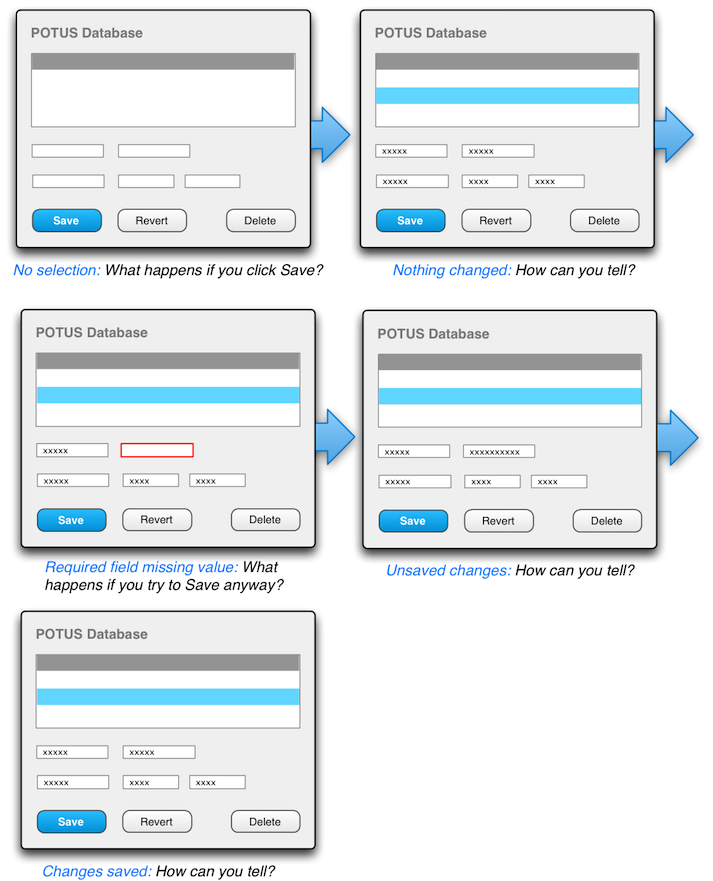 POTUS Database
Save Revert Delete
No selection: What happens if you click Save?
POTUS Database
xxxxx xxxxx
xxxxx xxxx xxxx
Save Revert Delete
Nothing changed: How can you tell?
POTUS Database
xxxxx
xxxxx xxxx xxxx
Save Revert Delete
Required field missing value: What
happens if you try to Save anyway?
POTUS Database
xxxxx xxxxxxxxxx
xxxxx xxxx xxxx
Save Revert Delete
Unsaved changes: How can you tell?
POTUS Database
xxxxx xxxxx
xxxxx xxxx xxxx
Save Revert Delete
Changes saved: How can you tell?